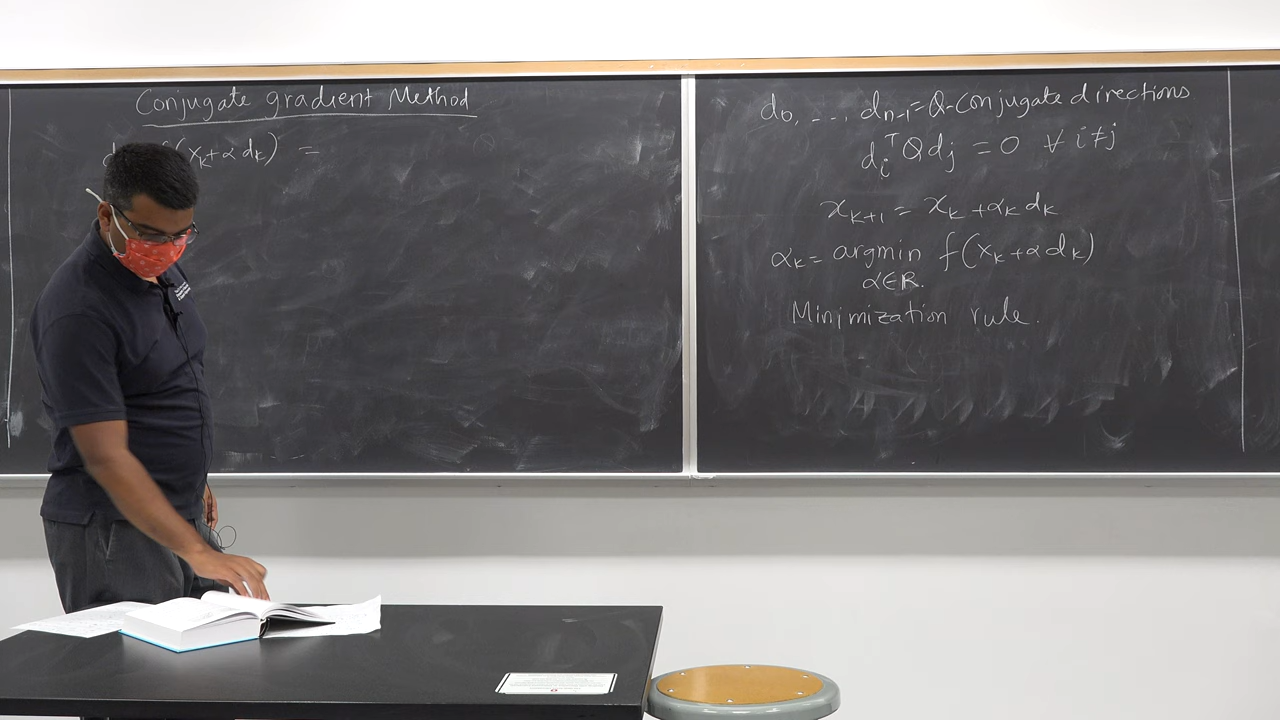 Conjugate gradient Method
f(xₖ+αdₖ) =
d₀, ..., dₙ₋₁ = Q-conjugate directions
dᵢᵀQdⱼ = 0 ∀ i≠j
xₖ₊₁ = xₖ + αₖdₖ
αₖ = argmin f(xₖ+αdₖ)
α∈ℝ.
Minimization rule.